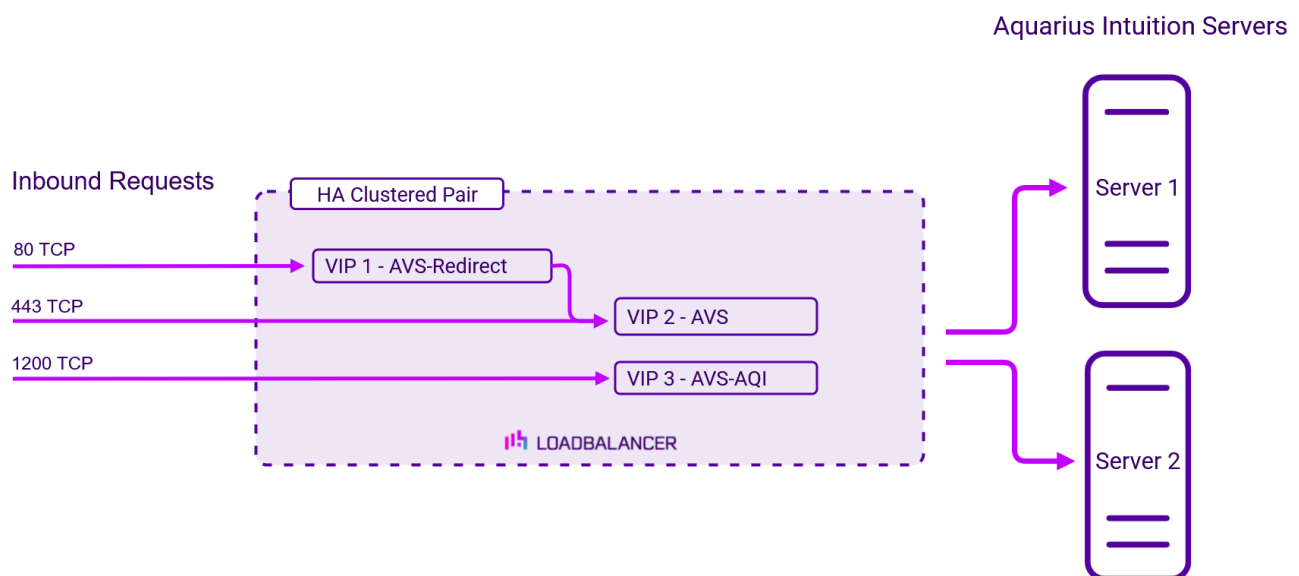 Aquarius Intuition Servers
Inbound Requests
HA Clustered Pair
80 TCP
VIP 1 - AVS-Redirect
443 TCP
VIP 2 - AVS
1200 TCP
VIP 3 - AVS-AQI
LOADBALANCER
Server 1
Server 2